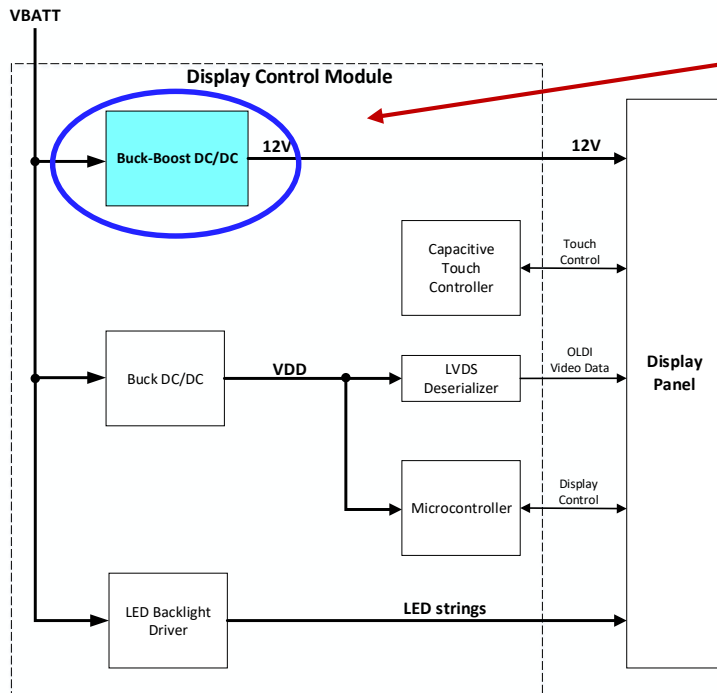 VBATT
Display Control Module
Buck-Boost DC/DC
12V
12V
Capacitive
Touch
Controller
Touch
Control
Buck DC/DC
VDD
LVDS
Deserializer
OLDI
Video Data
Display
Panel
Microcontroller
Display
Control
LED Backlight
Driver
LED strings